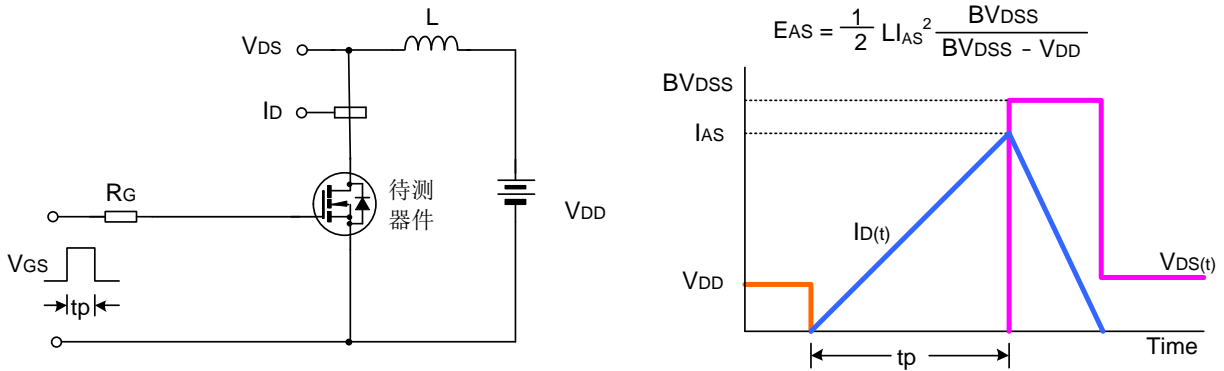 VDS
L
ID
RG
待测
器件
VDD
VGS
tp
EAS = 1/2 LIAS² BVDSS / BVDSS - VDD
BVDSS
IAS
ID(t)
VDD
VDS(t)
tp
Time